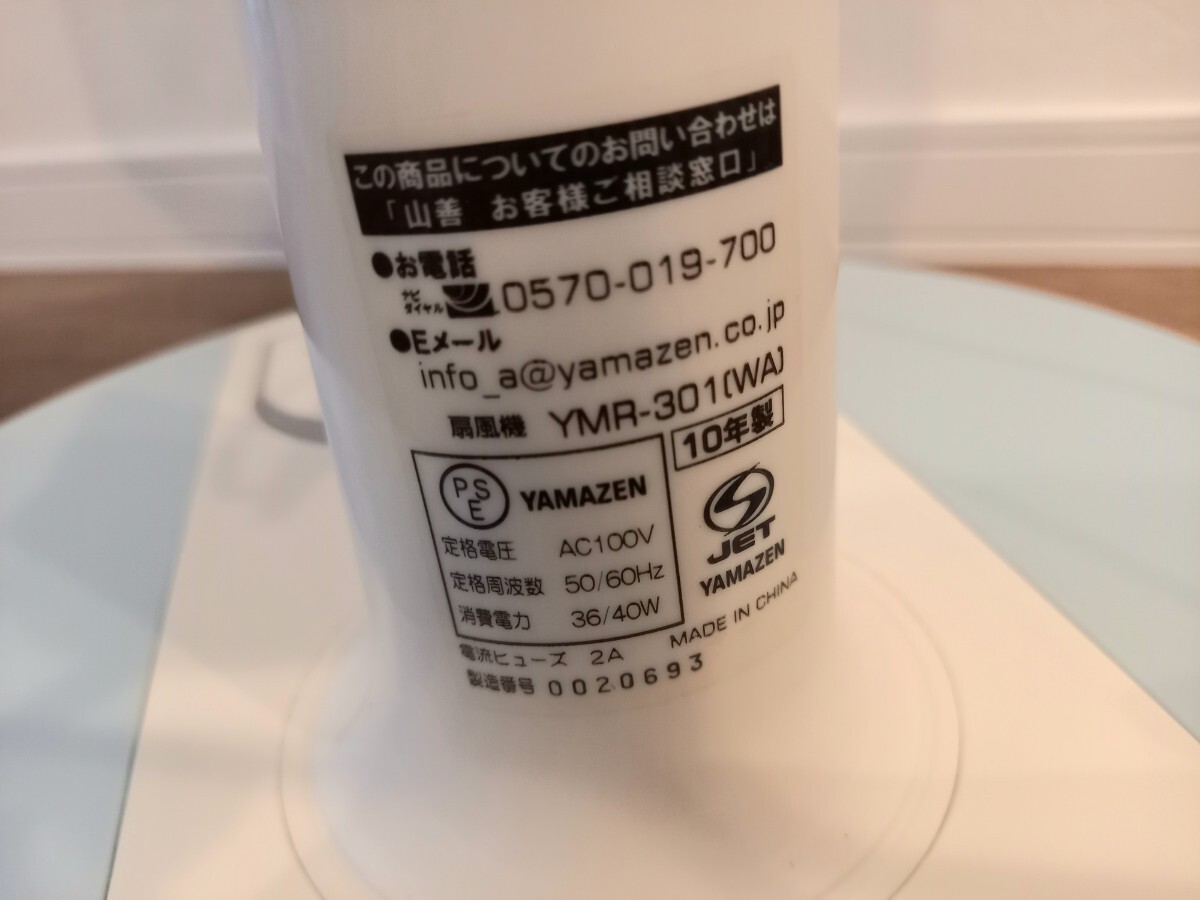 この商品についてのお問い合わせは
「山善 お客様ご相談窓口」
●お電話
ナビダイヤル 0570-019-700
●Eメール
info_a@yamazen.co.jp
扇風機 YMR-301(WA)
10年製
PSE YAMAZEN
定格電圧 AC100V
定格周波数 50/60Hz
消費電力 36/40W
JET
YAMAZEN
電流ヒューズ 2A MADE IN CHINA
製造番号 0020693